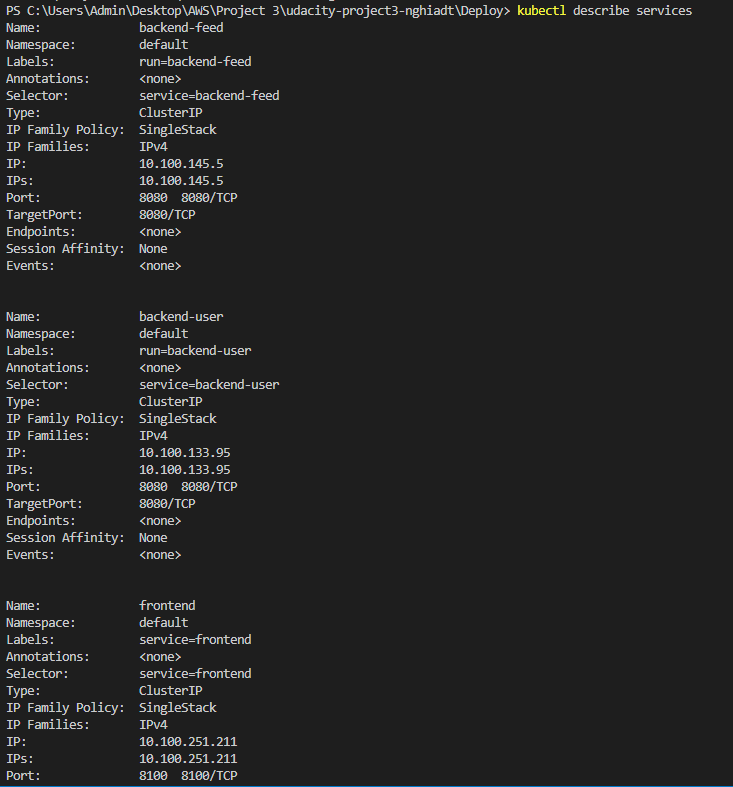 PS C:\Users\Admin\Desktop\AWS\Project 3\udacity-project3-nghiadt\Deploy> kubectl describe services
Name:              backend-feed
Namespace:         default
Labels:            run=backend-feed
Annotations:       <none>
Selector:          service=backend-feed
Type:              ClusterIP
IP Family Policy:  SingleStack
IP Families:       IPv4
IP:                10.100.145.5
IPs:               10.100.145.5
Port:              8080  8080/TCP
TargetPort:        8080/TCP
Endpoints:         <none>
Session Affinity:  None
Events:            <none>
Name:              backend-user
Namespace:         default
Labels:            run=backend-user
Annotations:       <none>
Selector:          service=backend-user
Type:              ClusterIP
IP Family Policy:  SingleStack
IP Families:       IPv4
IP:                10.100.133.95
IPs:               10.100.133.95
Port:              8080  8080/TCP
TargetPort:        8080/TCP
Endpoints:         <none>
Session Affinity:  None
Events:            <none>
Name:              frontend
Namespace:         default
Labels:            service=frontend
Annotations:       <none>
Selector:          service=frontend
Type:              ClusterIP
IP Family Policy:  SingleStack
IP Families:       IPv4
IP:                10.100.251.211
IPs:               10.100.251.211
Port:              8100  8100/TCP